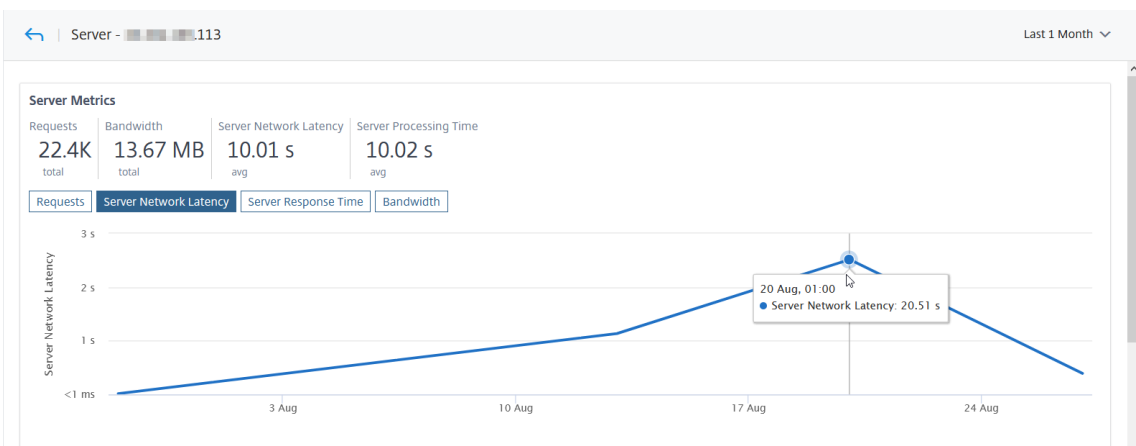 Server - .113
Last 1 Month
Server Metrics
Requests Bandwidth Server Network Latency Server Processing Time
22.4K 13.67 MB 10.01 s 10.02 s
total total avg avg
Requests Server Network Latency Server Response Time Bandwidth
Server Network Latency
3 s
2 s
1 s
<1 ms
20 Aug, 01:00
Server Network Latency: 20.51 s
3 Aug 10 Aug 17 Aug 24 Aug